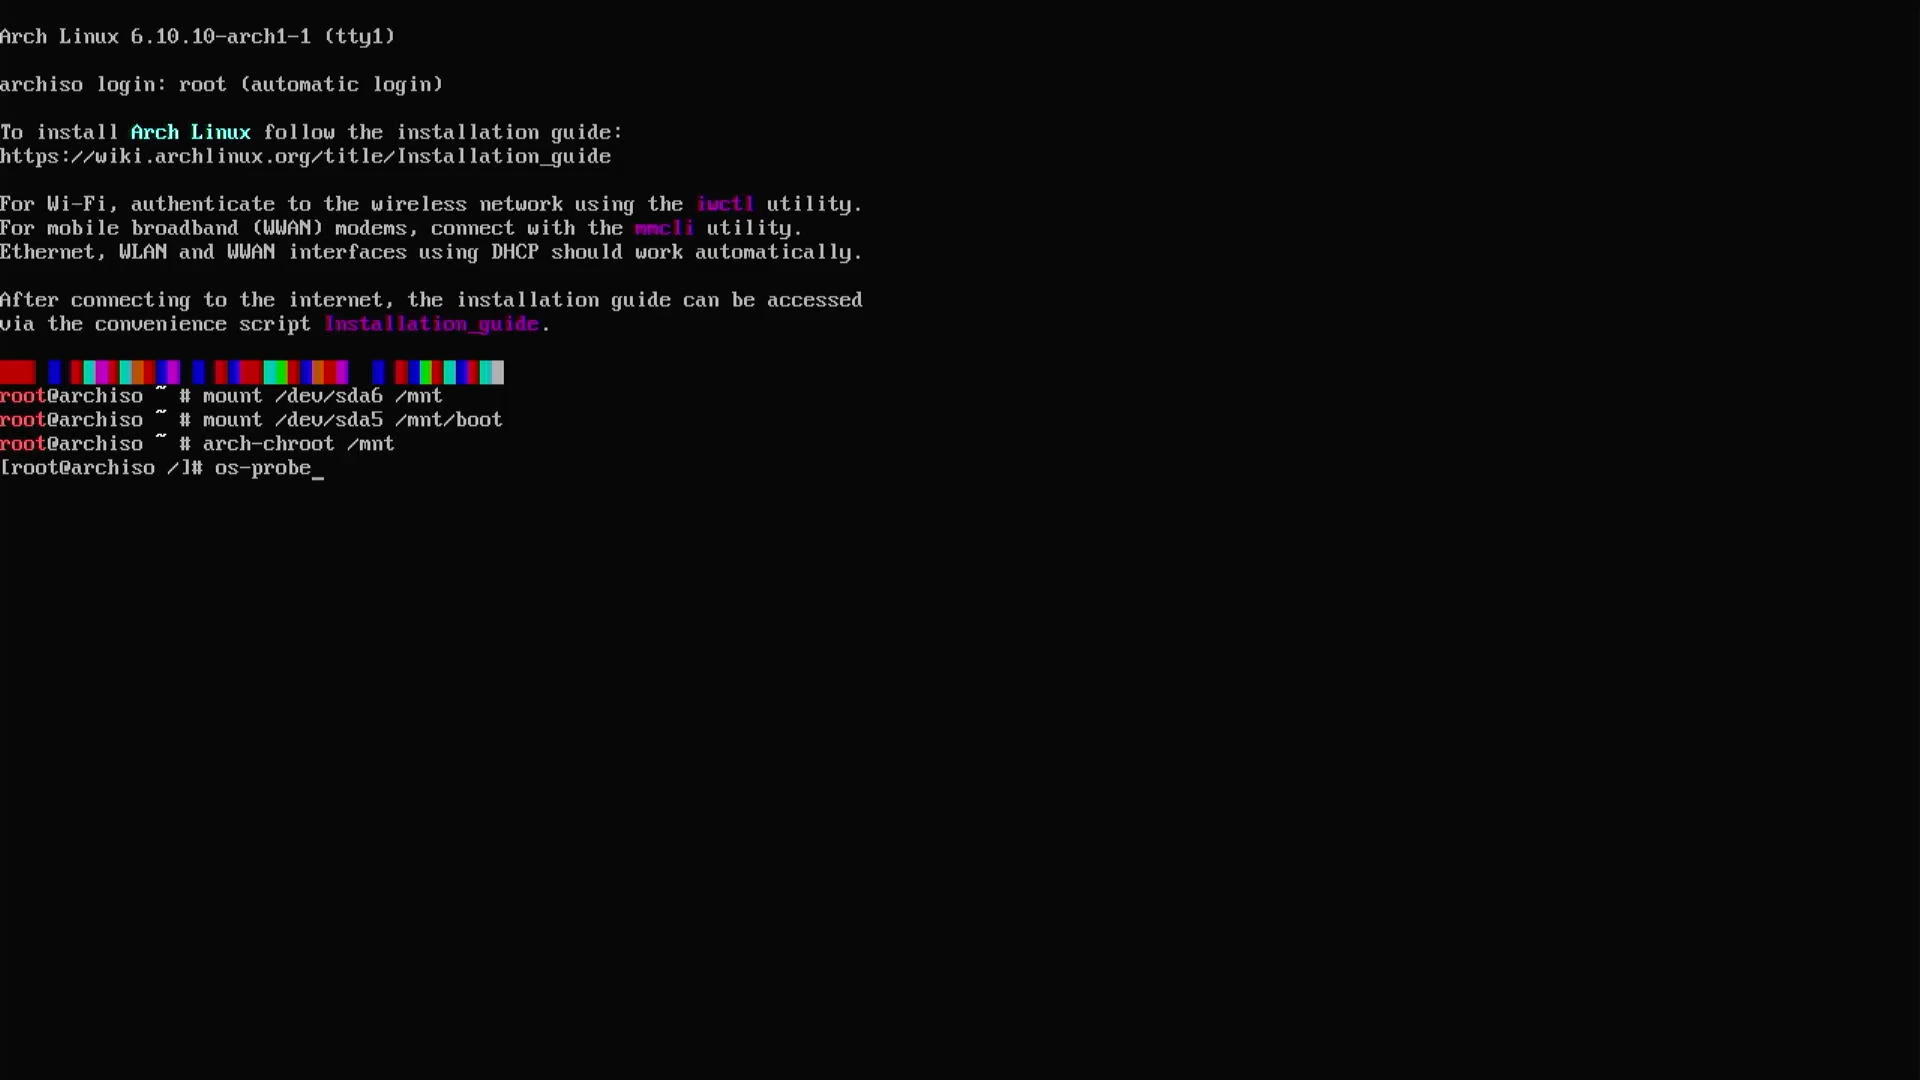 Arch Linux 6.10.10-arch1-1 (tty1)
archiso login: root (automatic login)
To install Arch Linux follow the installation guide:
https://wiki.archlinux.org/title/Installation_guide
For Wi-Fi, authenticate to the wireless network using the iwctl utility.
For mobile broadband (WWAN) modems, connect with the mmcli utility.
Ethernet, WLAN and WWAN interfaces using DHCP should work automatically.
After connecting to the internet, the installation guide can be accessed
via the convenience script Installation_guide.
root@archiso ~ # mount /dev/sda6 /mnt
root@archiso ~ # mount /dev/sda5 /mnt/boot
root@archiso ~ # arch-chroot /mnt
[root@archiso /]# os-probe_